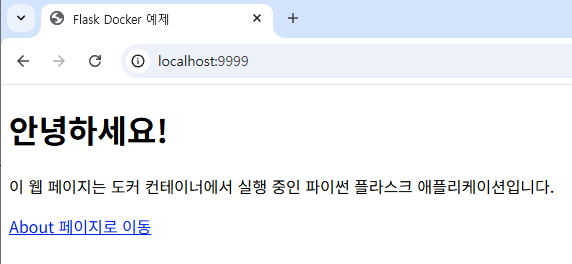 Flask Docker 예제
localhost:9999
안녕하세요!
이 웹 페이지는 도커 컨테이너에서 실행 중인 파이썬 플라스크 애플리케이션입니다.
About 페이지로 이동